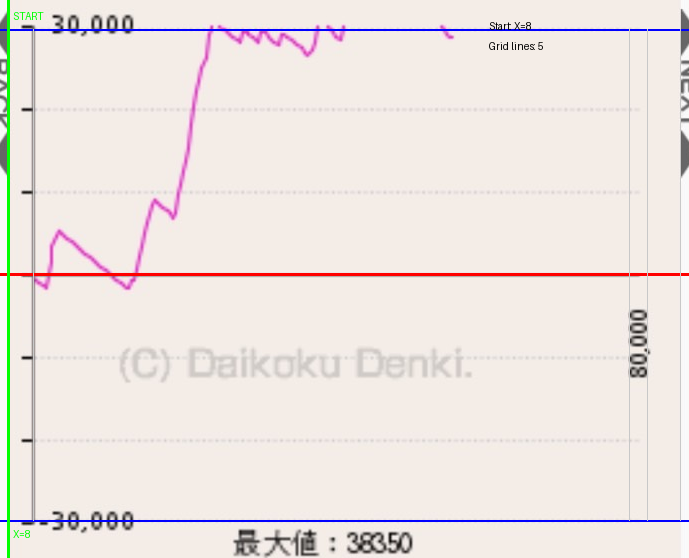 START
30,000
Start: X=8
Grid lines: 5
BACK
NEXT
80,000
(C) Daikoku Denki.
-30,000
X=8
最大値：38350